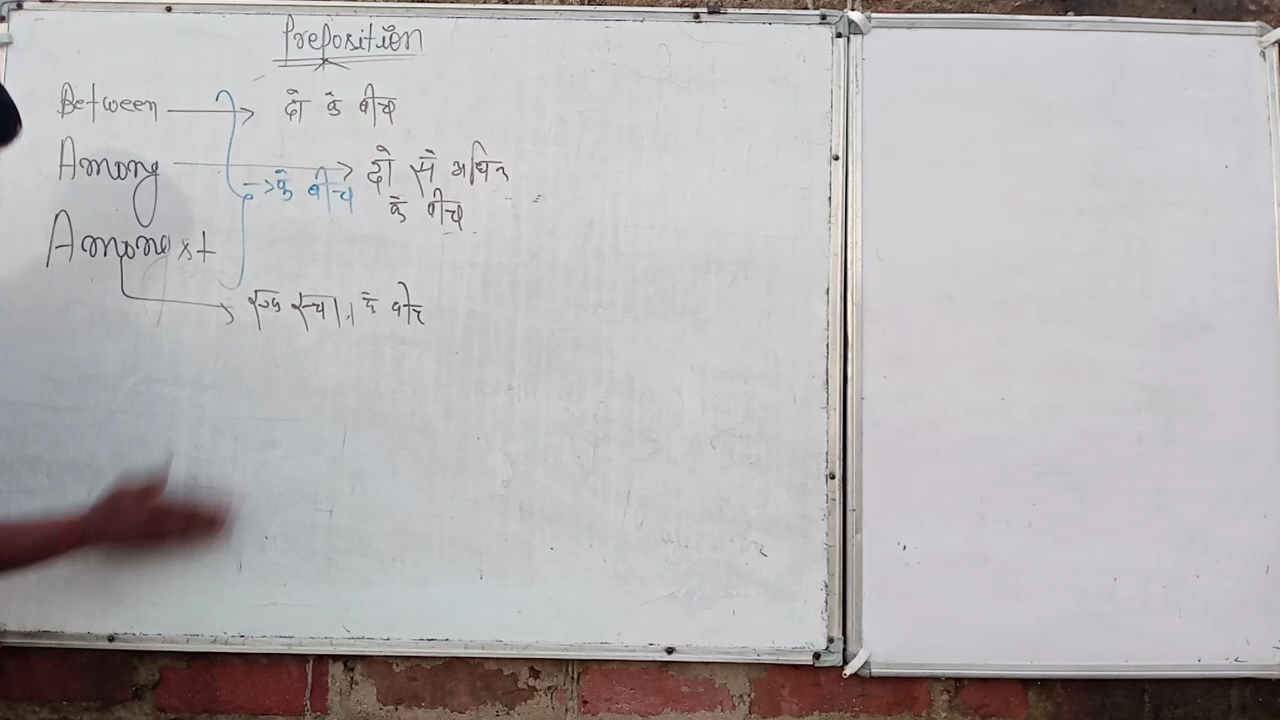 Preposition
Between → दो के बीच
Among → दो से अधिक
→ के बीच
के बीच
Amongst
→ के बीच